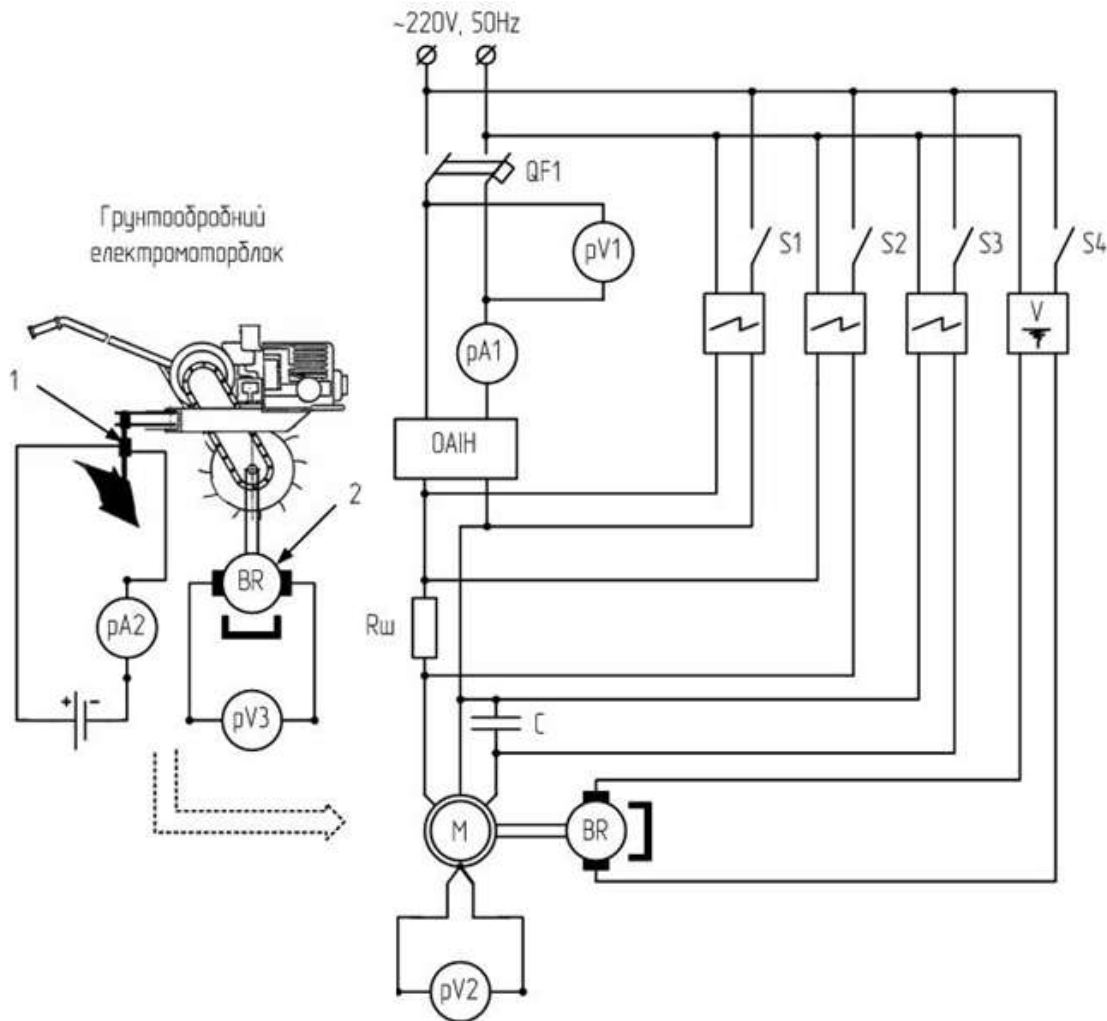 ~220V, 50Hz
QF1
Грунтообробний
електромоторблок
pV1
S1
S2
S3
S4
V
pA1
1
ОАІН
2
BR
Rш
pA2
+ -
pV3
C
M
BR
pV2